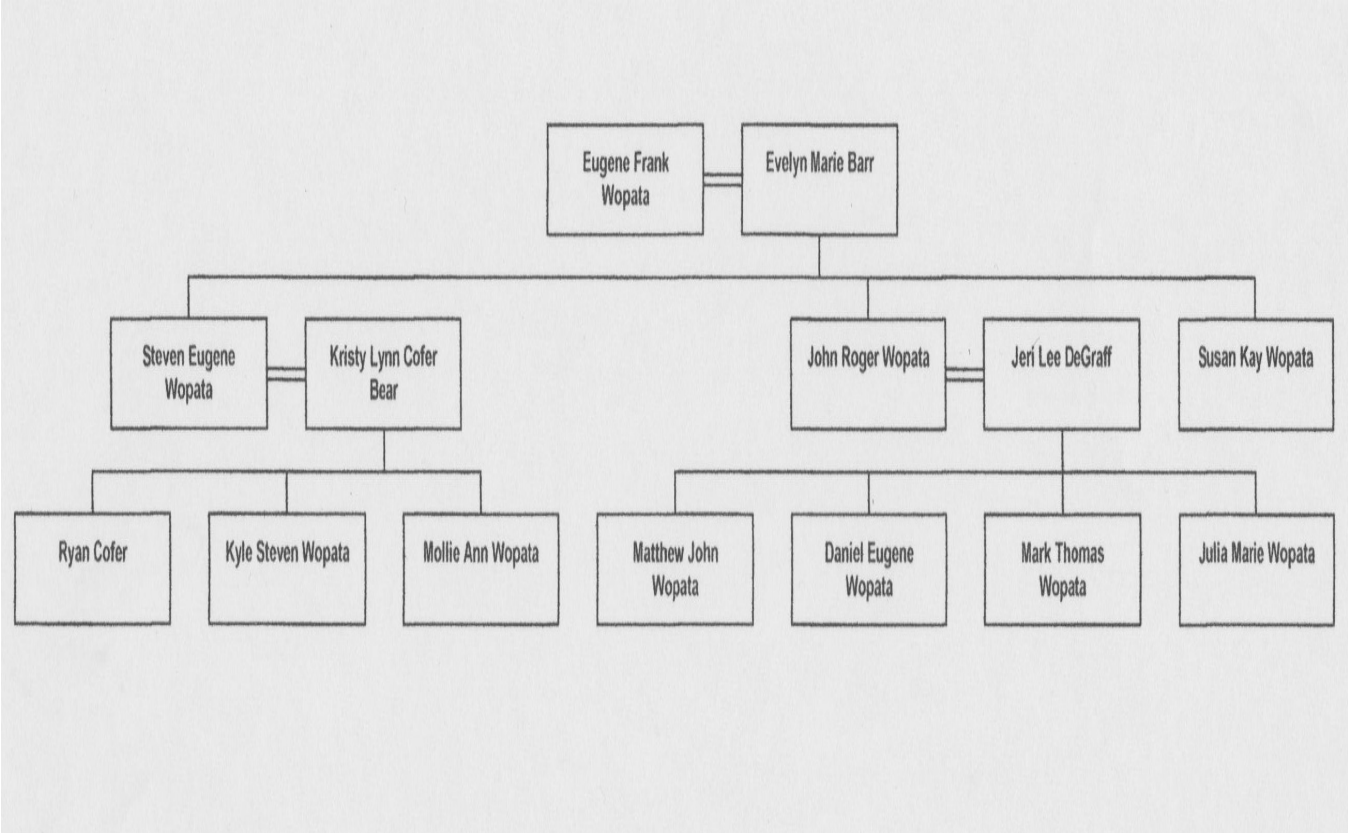 Eugene Frank
Wopata
Evelyn Marie Barr
Steven Eugene
Wopata
Kristy Lynn Cofer
Bear
John Roger Wopata
Jeri Lee DeGraff
Susan Kay Wopata
Ryan Cofer
Kyle Steven Wopata
Mollie Ann Wopata
Matthew John
Wopata
Daniel Eugene
Wopata
Mark Thomas
Wopata
Julia Marie Wopata